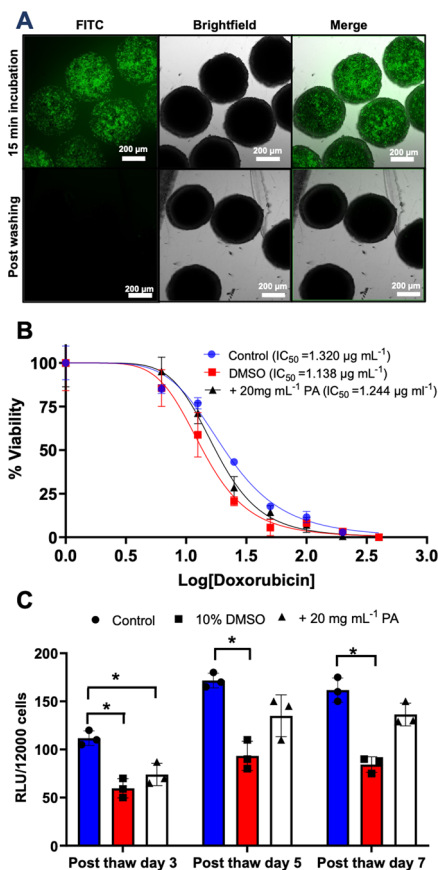 A
FITC
Brightfield
Merge
15 min incubation
200 µm
200 µm
200 µm
Post washing
200 µm
200 µm
200 µm
B
Control (IC50 =1.320 µg mL-1)
DMSO (IC50 =1.138 µg mL-1)
+ 20mg mL-1 PA (IC50 =1.244 µg ml-1)
% Viability
100
75
50
25
0
0.0 0.5 1.0 1.5 2.0 2.5 3.0
Log[Doxorubicin]
C
Control
10% DMSO
+ 20 mg mL-1 PA
RLU/12000 cells
200
150
100
50
0
*
*
*
*
Post thaw day 3
Post thaw day 5
Post thaw day 7